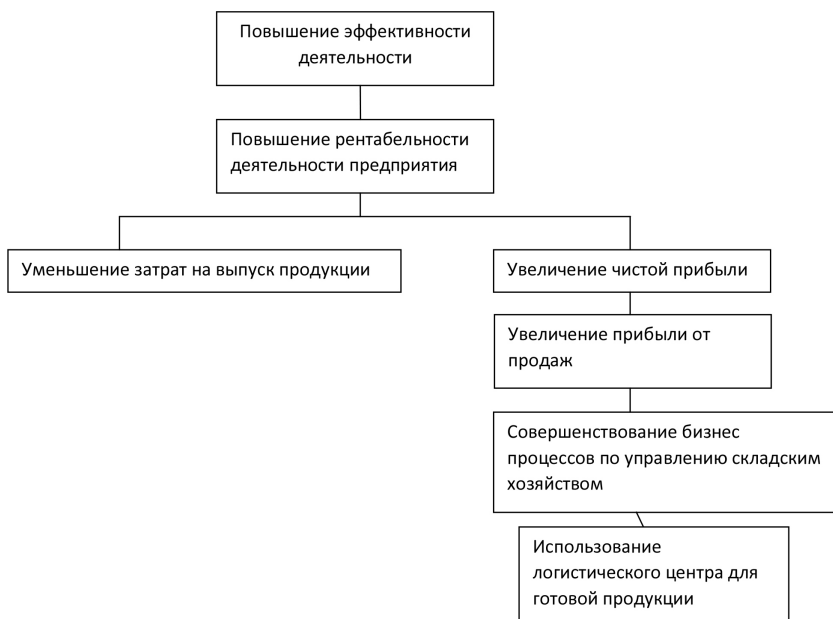 Повышение эффективности
деятельности
Повышение рентабельности
деятельности предприятия
Уменьшение затрат на выпуск продукции
Увеличение чистой прибыли
Увеличение прибыли от
продаж
Совершенствование бизнес
процессов по управлению складским
хозяйством
Использование
логистического центра для
готовой продукции